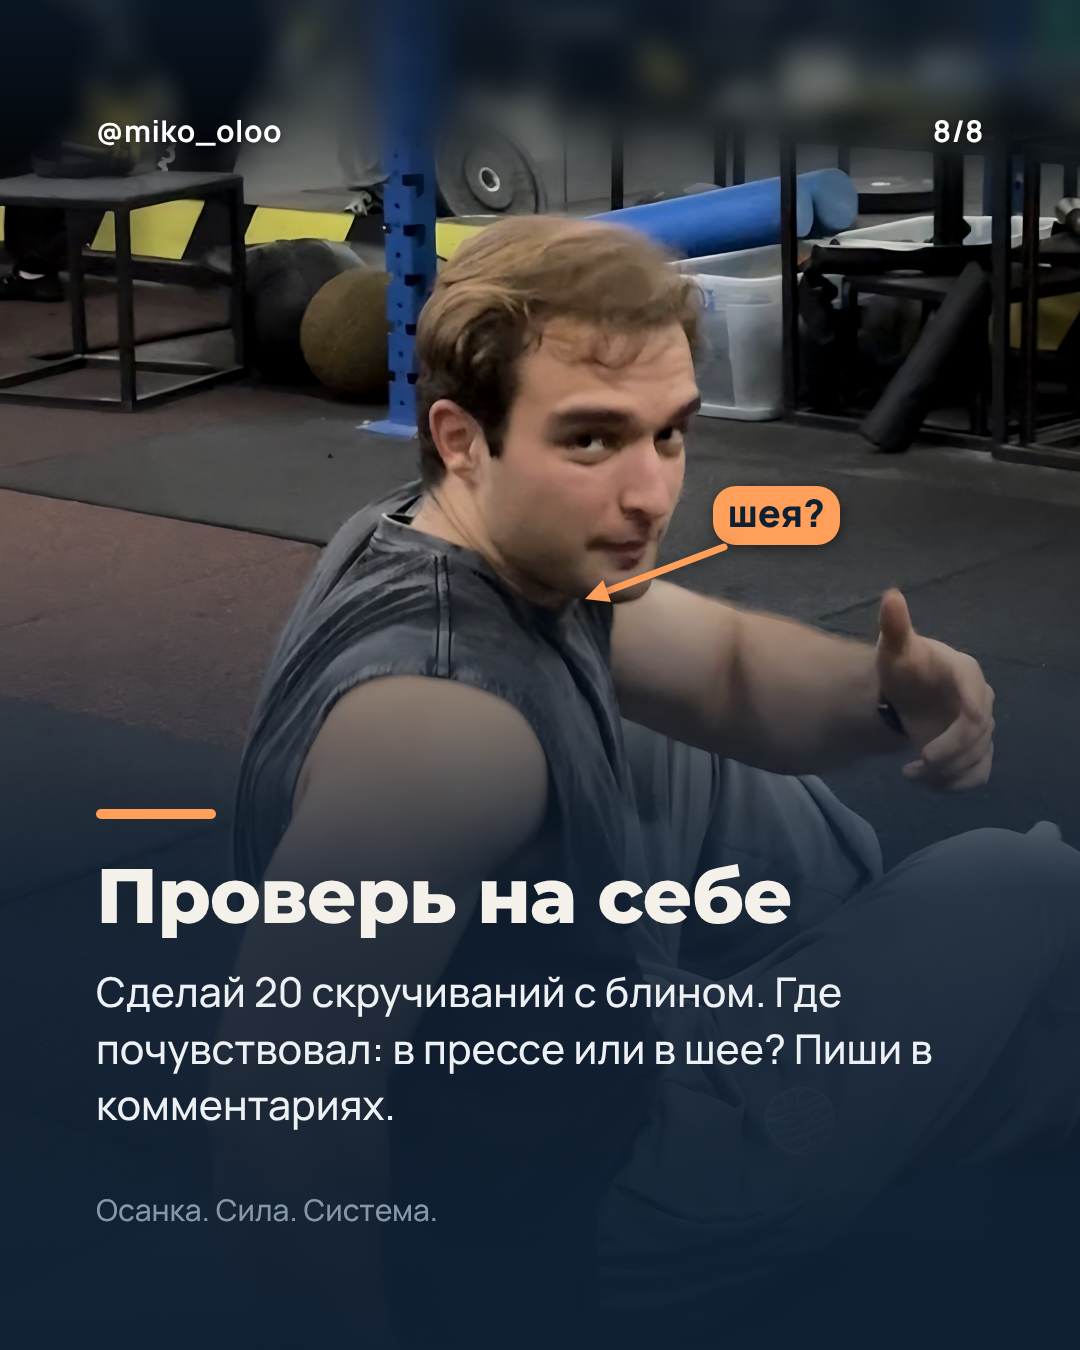 @miko_oloo
8/8
шея?
Проверь на себе
Сделай 20 скручиваний с блином. Где
почувствовал: в прессе или в шее? Пиши в
комментариях.
Осанка. Сила. Система.